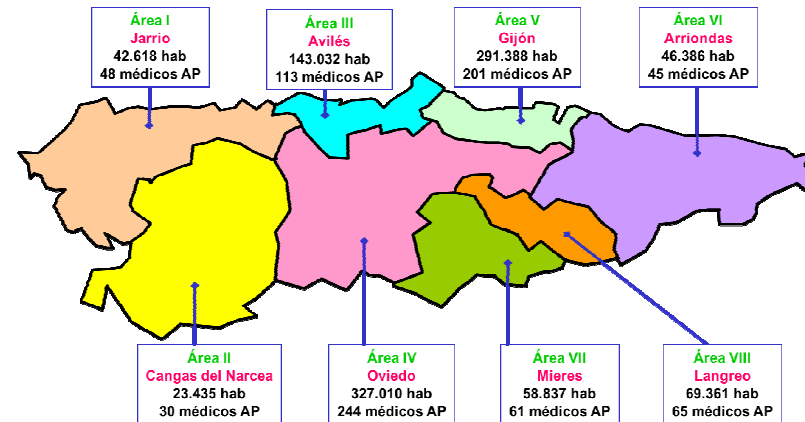 Área I
Jarrio
42.618 hab
48 médicos AP
Área III
Avilés
143.032 hab
113 médicos AP
Área V
Gijón
291.388 hab
201 médicos AP
Área VI
Arriondas
46.386 hab
45 médicos AP
Área II
Cangas del Narcea
23.435 hab
30 médicos AP
Área IV
Oviedo
327.010 hab
244 médicos AP
Área VII
Mieres
58.837 hab
61 médicos AP
Área VIII
Langreo
69.361 hab
65 médicos AP